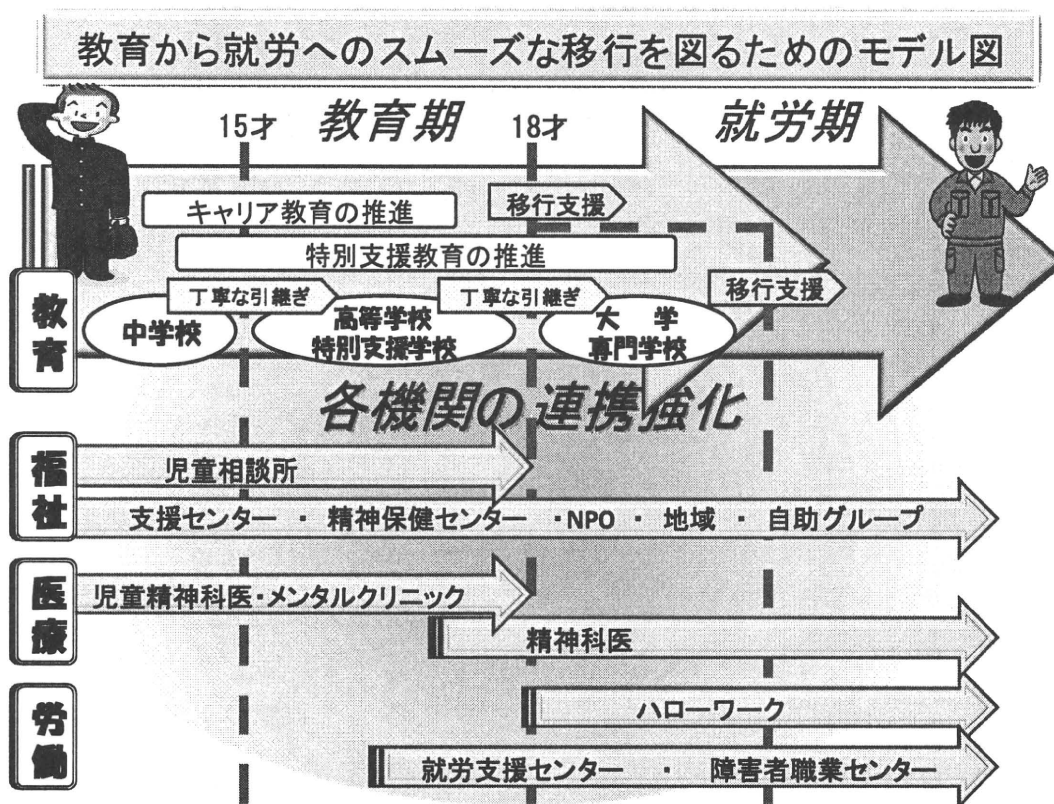 教育から就労へのスムーズな移行を図るためのモデル図
15才
教育期
18才
就労期
キャリア教育の推進
移行支援
特別支援教育の推進
丁寧な引継ぎ
丁寧な引継ぎ
移行支援
教育
中学校
高等学校
特別支援学校
大　学
専門学校
各機関の連携強化
福祉
児童相談所
支援センター ・ 精神保健センター ・NPO ・ 地域 ・ 自助グループ
医療
児童精神科医・メンタルクリニック
精神科医
労働
ハローワーク
就労支援センター ・ 障害者職業センター